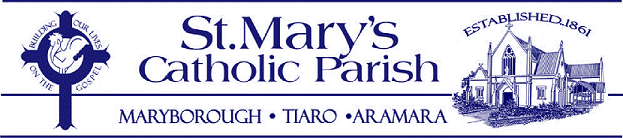 BUILDING OUR LIVES
ON THE GOSPEL
St.Mary's
Catholic Parish
ESTABLISHED.1861
MARYBOROUGH • TIARO • ARAMARA